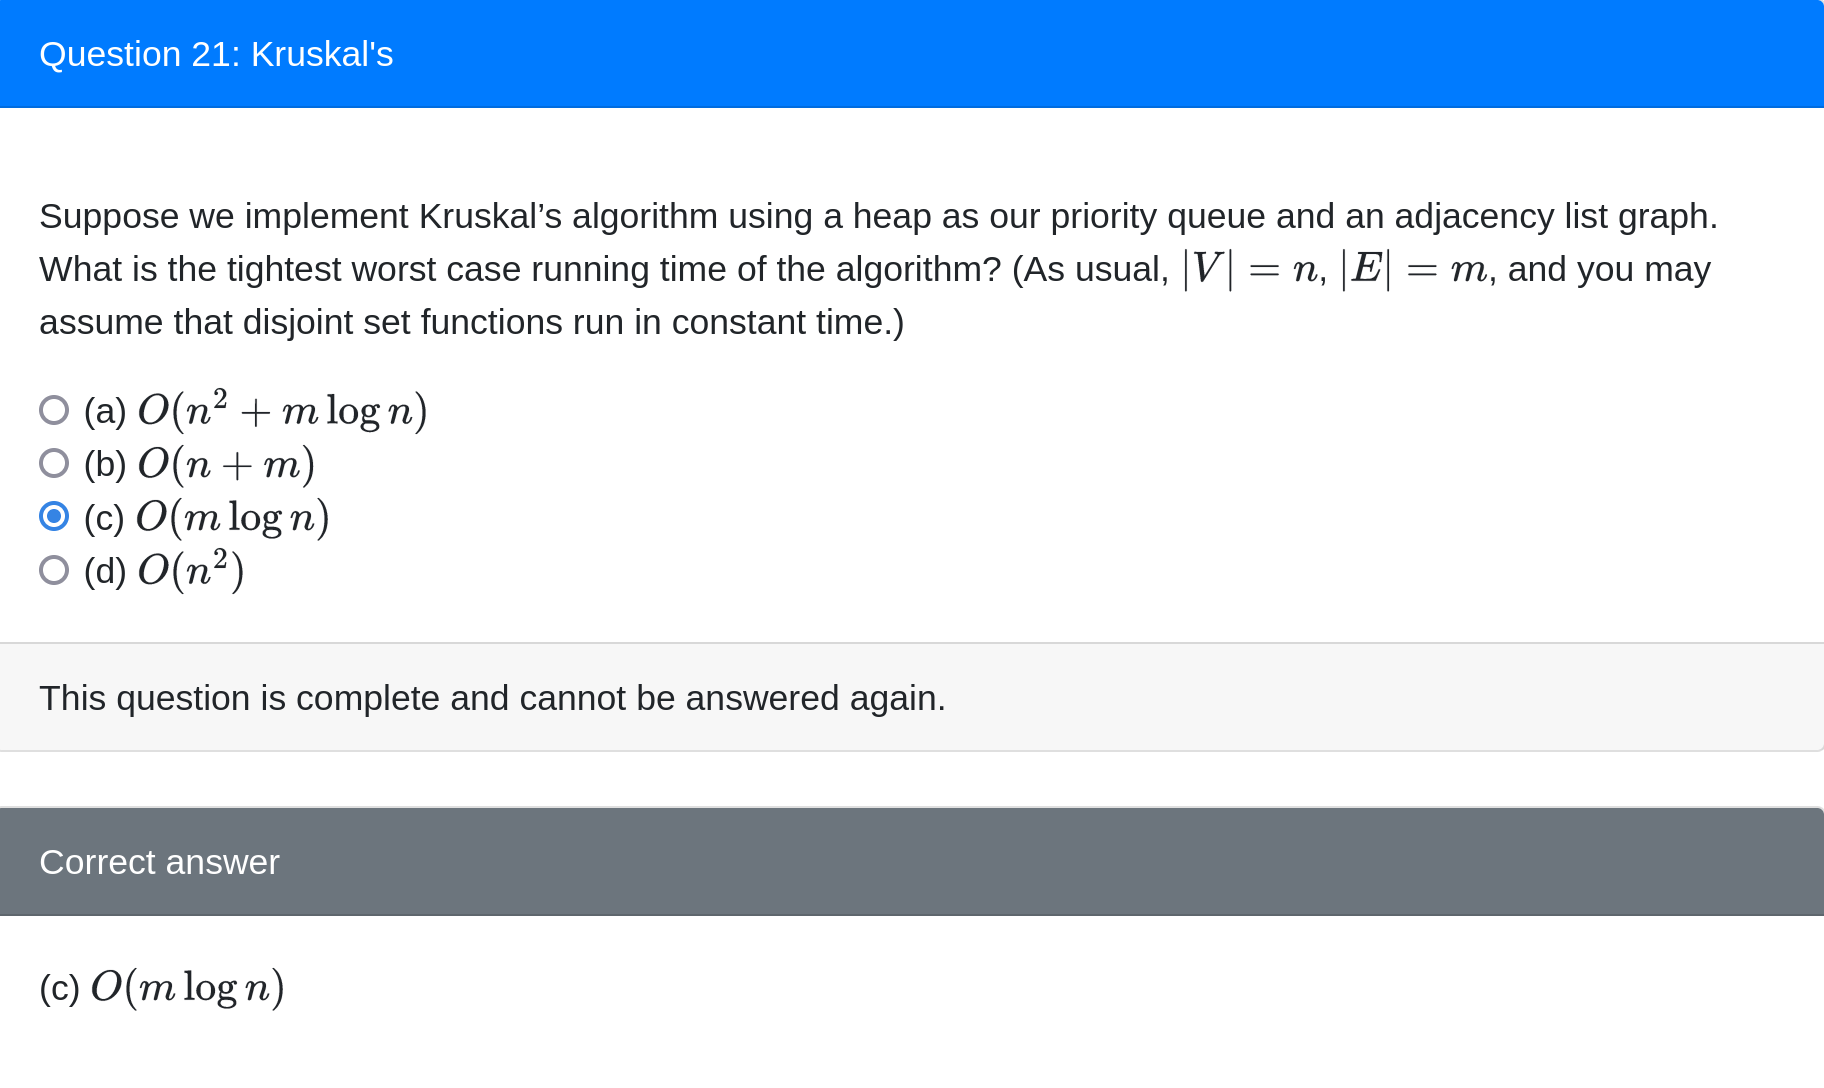 Question 21: Kruskal's
Suppose we implement Kruskal’s algorithm using a heap as our priority queue and an adjacency list graph.
What is the tightest worst case running time of the algorithm? (As usual, |V| = n, |E| = m, and you may
assume that disjoint set functions run in constant time.)
(a) O(n² + m log n)
(b) O(n + m)
(c) O(m log n)
(d) O(n²)
This question is complete and cannot be answered again.
Correct answer
(c) O(m log n)